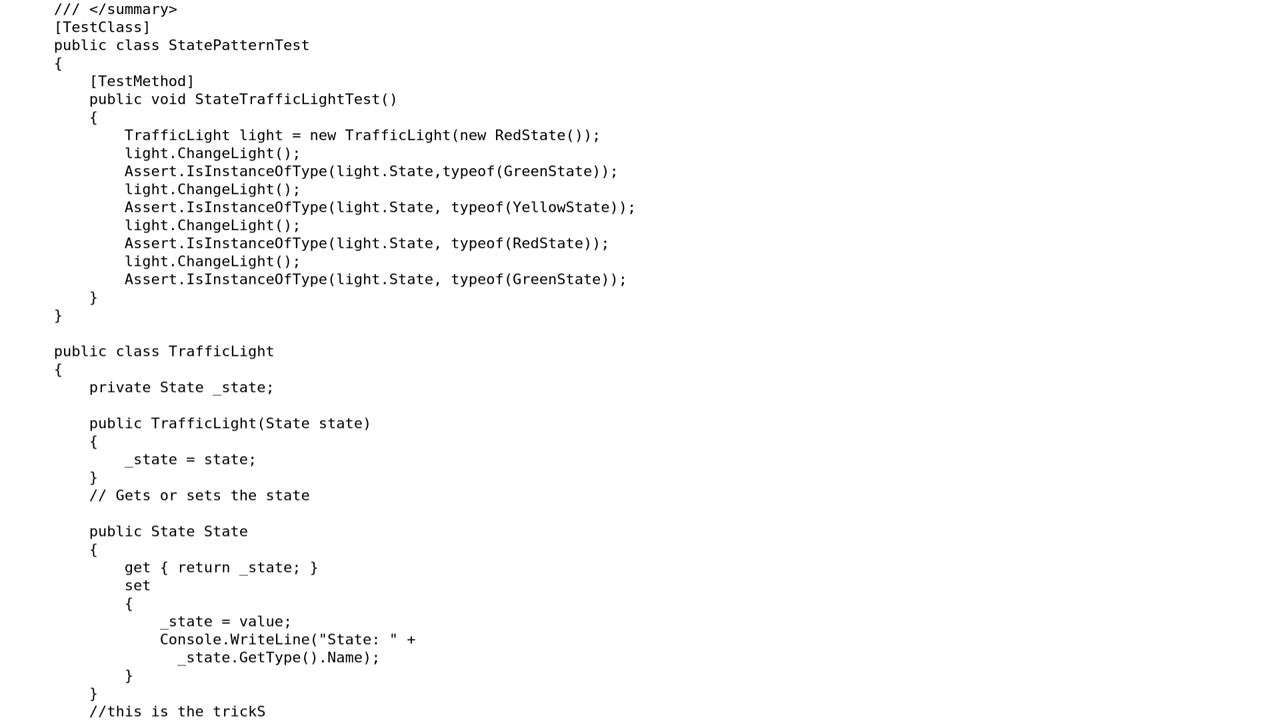 /// </summary>
[TestClass]
public class StatePatternTest
{
[TestMethod]
public void StateTrafficLightTest()
{
TrafficLight light = new TrafficLight(new RedState());
light.ChangeLight();
Assert.IsInstanceOfType(light.State,typeof(GreenState));
light.ChangeLight();
Assert.IsInstanceOfType(light.State, typeof(YellowState));
light.ChangeLight();
Assert.IsInstanceOfType(light.State, typeof(RedState));
light.ChangeLight();
Assert.IsInstanceOfType(light.State, typeof(GreenState));
}
}
public class TrafficLight
{
private State _state;
public TrafficLight(State state)
{
_state = state;
}
// Gets or sets the state
public State State
{
get { return _state; }
set
{
_state = value;
Console.WriteLine("State: " +
_state.GetType().Name);
}
}
//this is the trickS